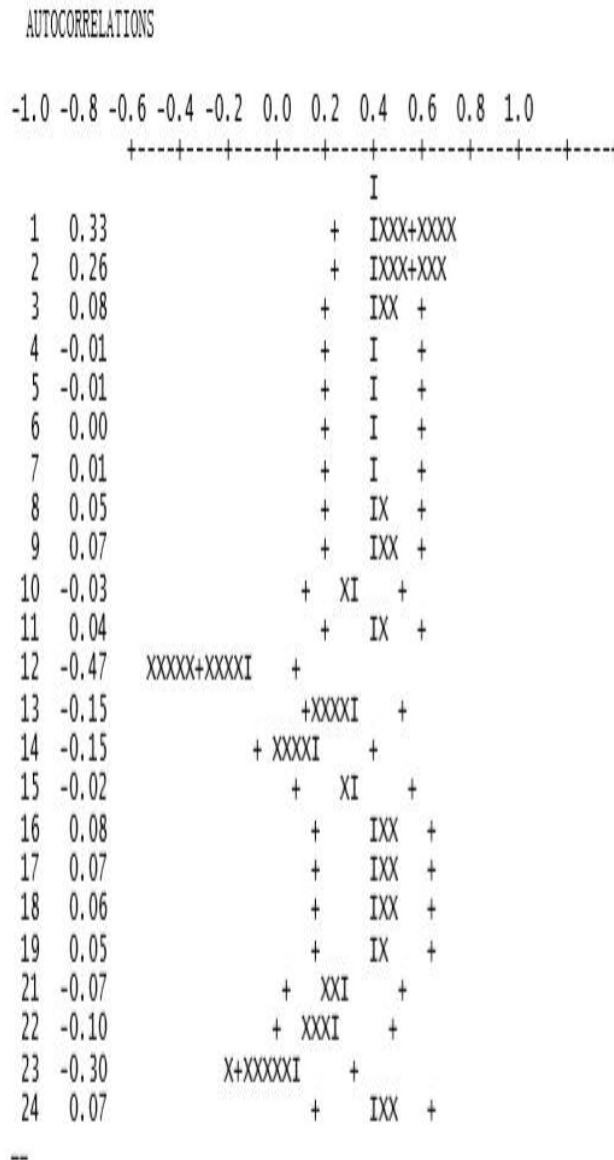 AUTOCORRELATIONS
-1.0 -0.8 -0.6 -0.4 -0.2 0.0 0.2 0.4 0.6 0.8 1.0
+----+----+----+----+----+----+----+----+----+----
I
1 0.33 + IXXX+XXXX
2 0.26 + IXXX+XXX
3 0.08 + IXX +
4 -0.01 + I +
5 -0.01 + I +
6 0.00 + I +
7 0.01 + I +
8 0.05 + IX +
9 0.07 + IXX +
10 -0.03 + XI +
11 0.04 + IX +
12 -0.47 XXXXX+XXXXI +
13 -0.15 +XXXXI +
14 -0.15 + XXXXI +
15 -0.02 + XI +
16 0.08 + IXX +
17 0.07 + IXX +
18 0.06 + IXX +
19 0.05 + IX +
21 -0.07 + XXI +
22 -0.10 + XXXI +
23 -0.30 X+XXXXXI +
24 0.07 + IXX +
--